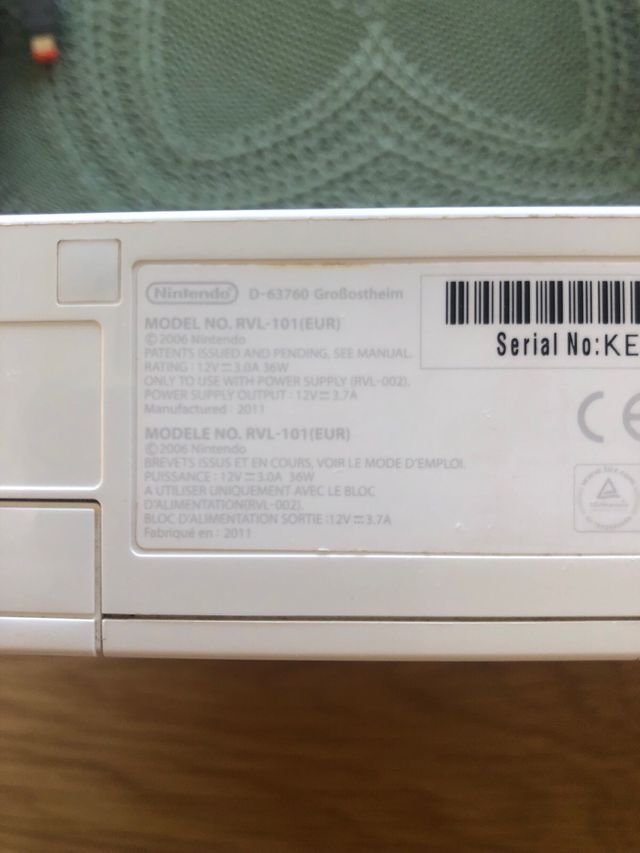 Nintendo D-63760 Großostheim
MODEL NO. RVL-101(EUR)
©2006 Nintendo
PATENTS ISSUED AND PENDING, SEE MANUAL.
RATING : 12V⎓3.0A 36W
ONLY TO USE WITH POWER SUPPLY (RVL-002).
POWER SUPPLY OUTPUT : 12V⎓3.7A
Manufactured : 2011
MODELE NO. RVL-101(EUR)
©2006 Nintendo
BREVETS ISSUS ET EN COURS, VOIR LE MODE D'EMPLOI.
PUISSANCE : 12V⎓3.0A 36W
A UTILISER UNIQUEMENT AVEC LE BLOC
D'ALIMENTATION(RVL-002).
BLOC D'ALIMENTATION SORTIE :12V⎓3.7A
Fabriqué en : 2011
Serial No:KE
CE